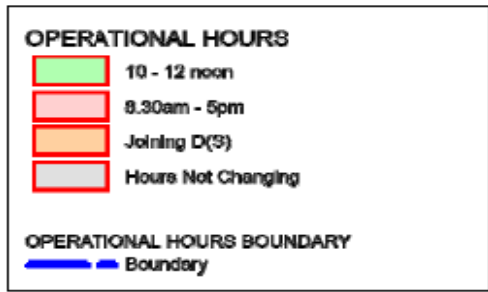 OPERATIONAL HOURS
10 - 12 noon
8.30am - 5pm
Joining D(S)
Hours Not Changing
OPERATIONAL HOURS BOUNDARY
Boundary